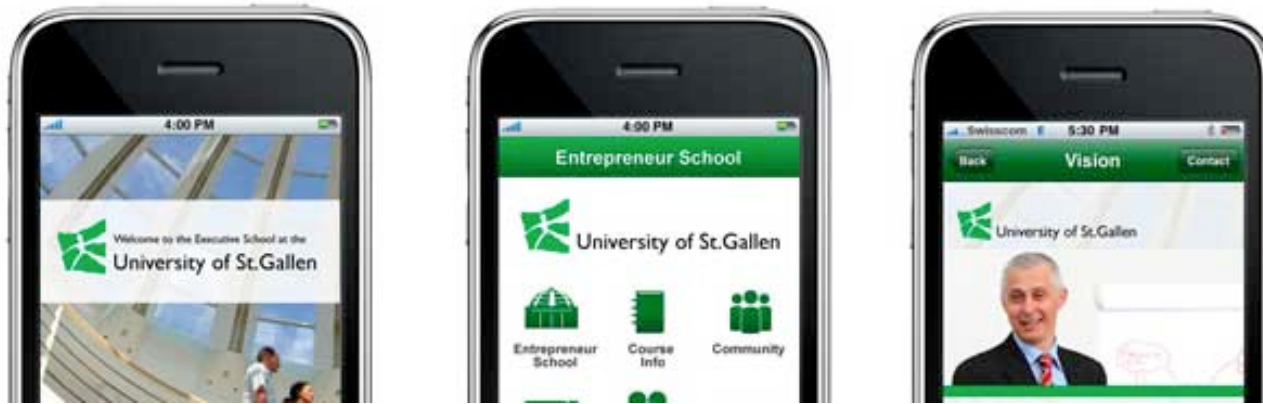 4:00 PM
Welcome to the Executive School at the
University of St.Gallen
4:00 PM
Entrepreneur School
University of St.Gallen
Entrepreneur
School
Course
Info
Community
Swisscom 5:30 PM
Back Vision Contact
University of St.Gallen